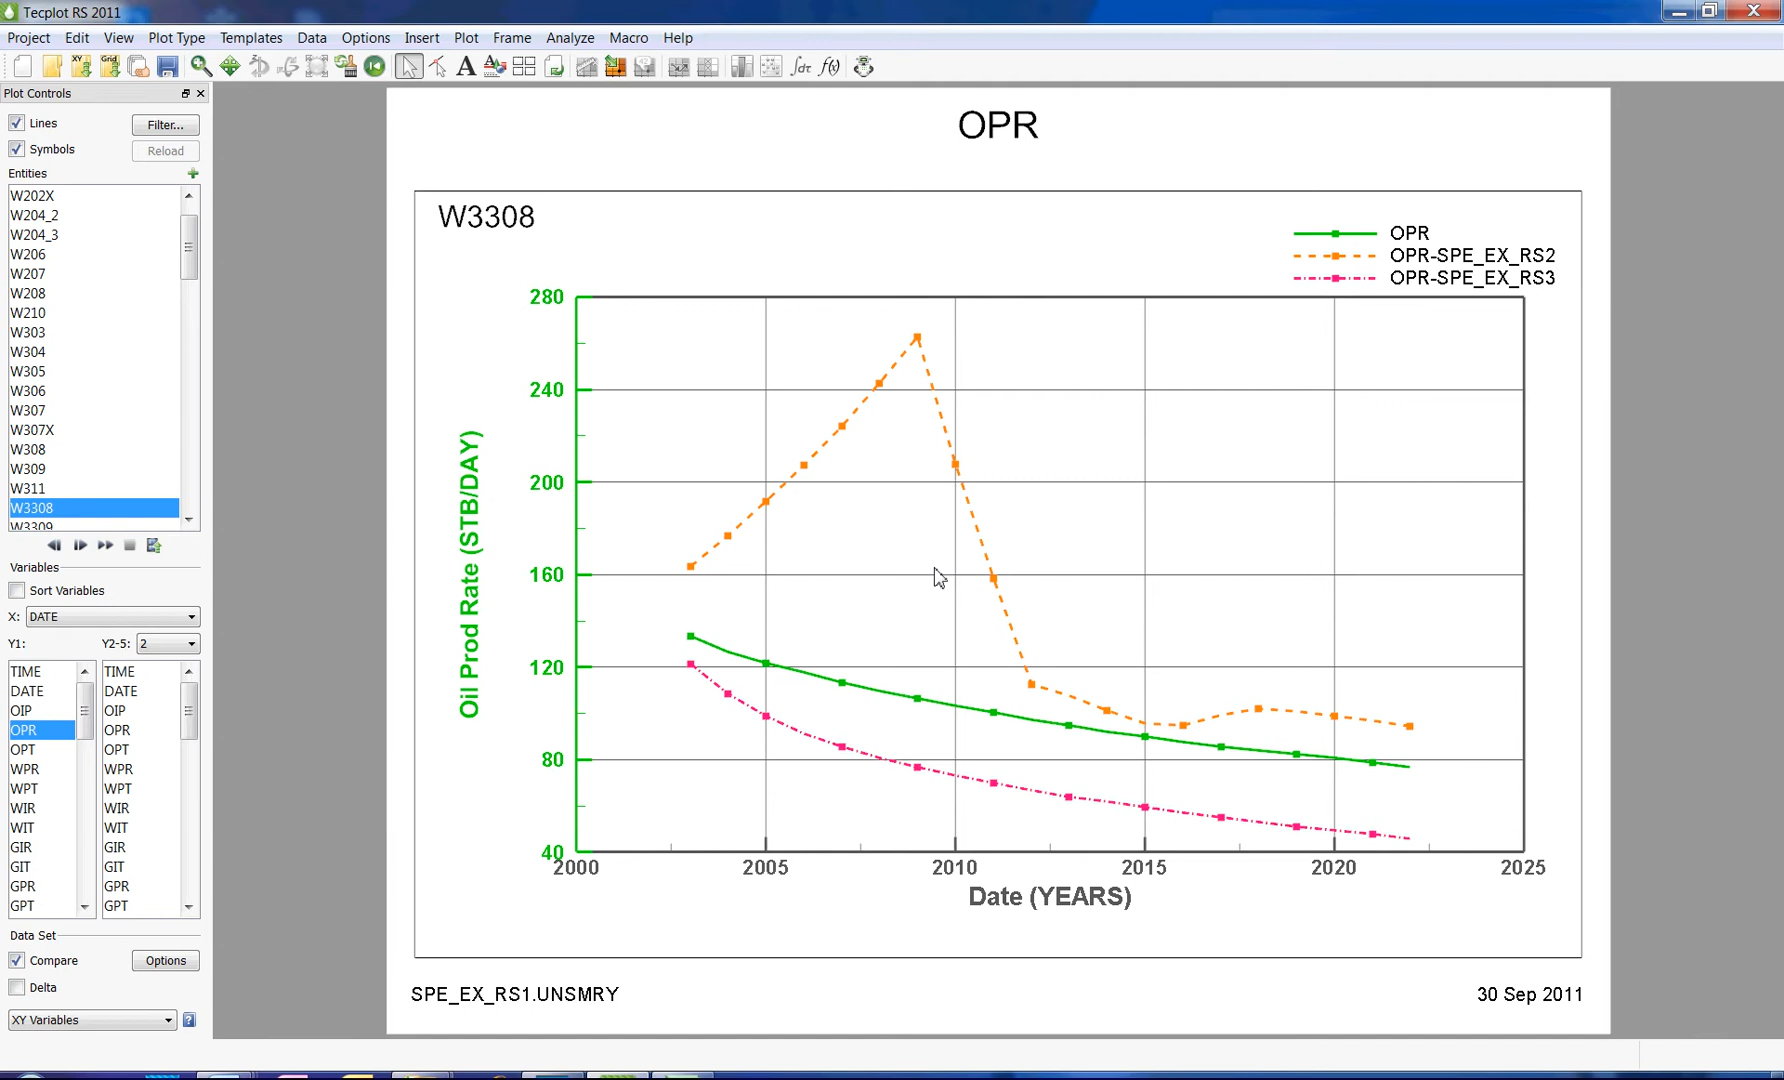 Tecplot RS 2011
Project Edit View Plot Type Templates Data Options Insert Plot Frame Analyze Macro Help
XY Grid A A ∫dτ f(x)
Plot Controls
Lines Filter...
Symbols Reload
Entities
W202X
W204_2
W204_3
W206
W207
W208
W210
W303
W304
W305
W306
W307
W307X
W308
W309
W311
W3308
W3309
Variables
Sort Variables
X: DATE
Y1: Y2-5: 2
TIME TIME
DATE DATE
OIP OIP
OPR OPR
OPT OPT
WPR WPR
WPT WPT
WIR WIR
WIT WIT
GIR GIR
GIT GIT
GPR GPR
GPT GPT
Data Set
Compare Options
Delta
XY Variables ?
OPR
W3308
OPR
OPR-SPE_EX_RS2
OPR-SPE_EX_RS3
Oil Prod Rate (STB/DAY)
280
240
200
160
120
80
40
2000 2005 2010 2015 2020 2025
Date (YEARS)
SPE_EX_RS1.UNSMRY 30 Sep 2011